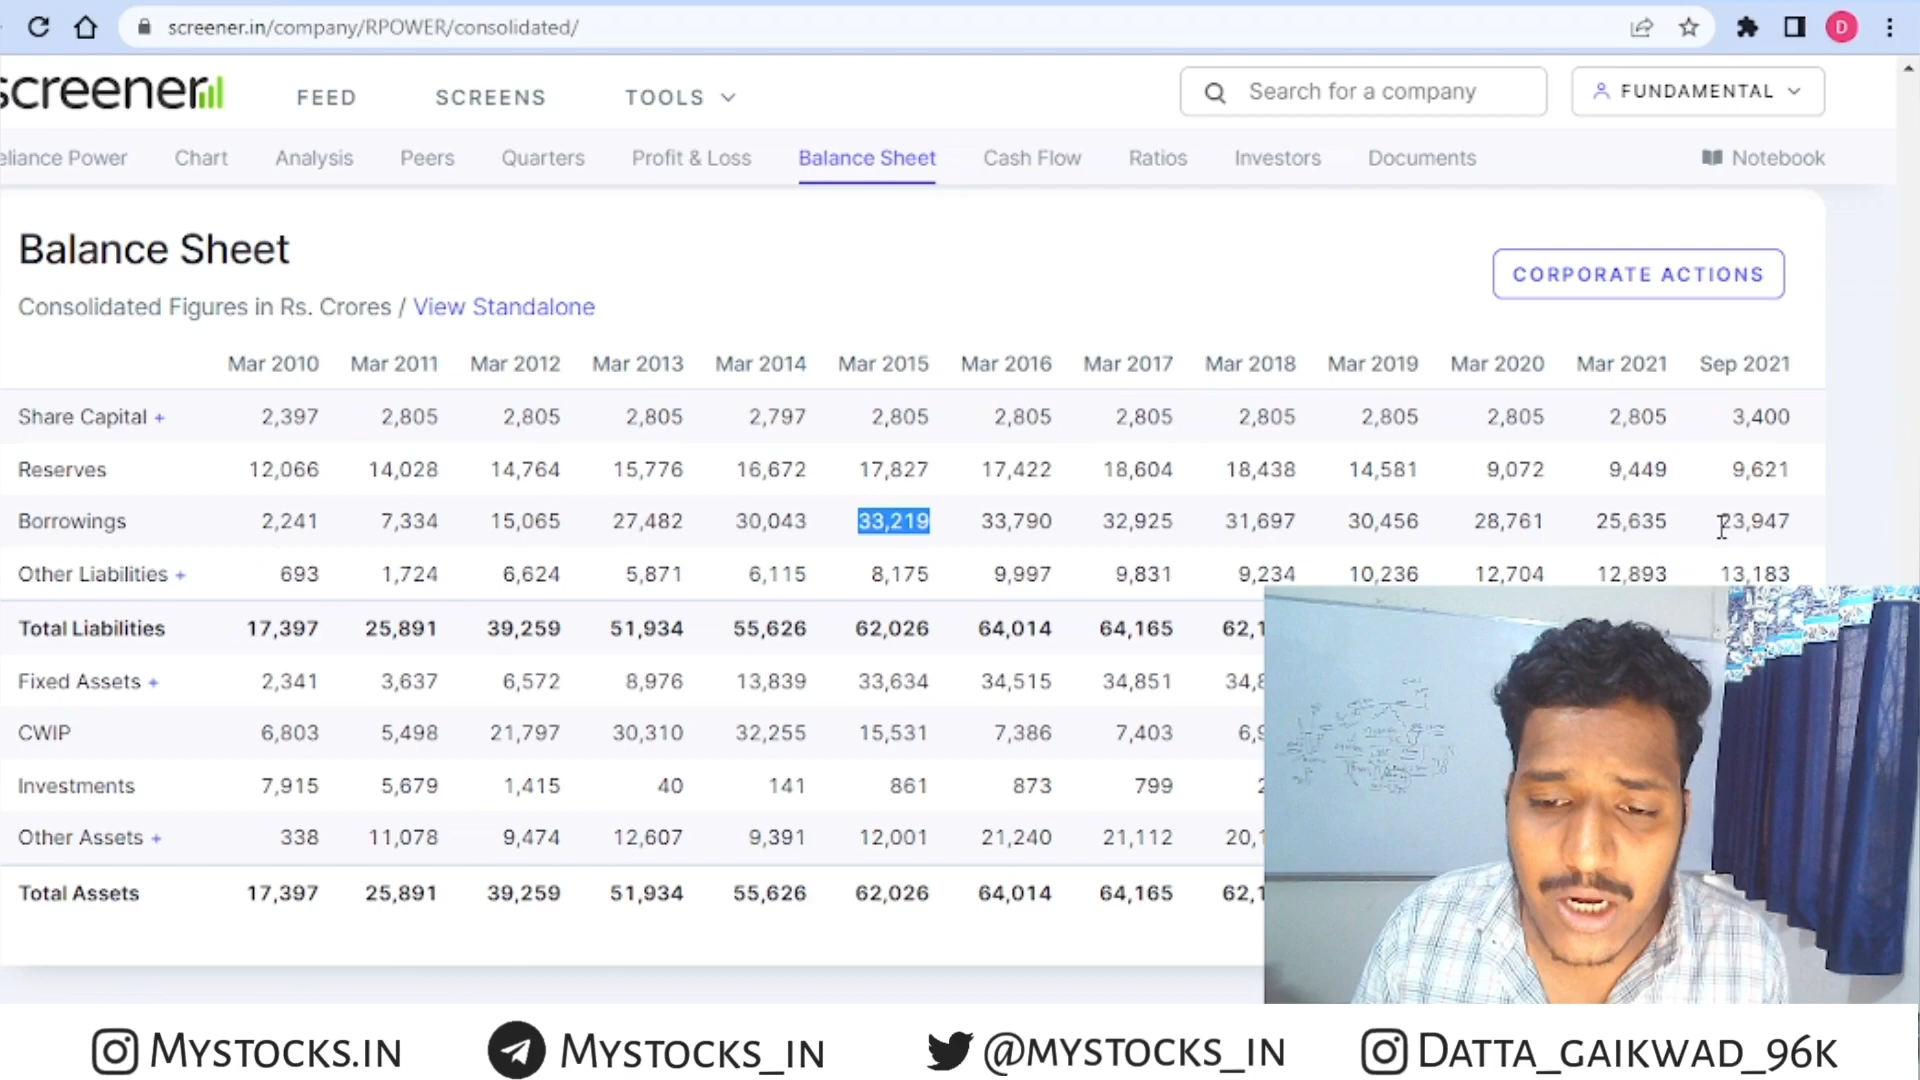 screener.in/company/RPOWER/consolidated/
D
screener
FEED
SCREENS
TOOLS
Search for a company
FUNDAMENTAL
eliance Power
Chart
Analysis
Peers
Quarters
Profit & Loss
Balance Sheet
Cash Flow
Ratios
Investors
Documents
Notebook
Balance Sheet
CORPORATE ACTIONS
Consolidated Figures in Rs. Crores / View Standalone
Mar 2010 Mar 2011 Mar 2012 Mar 2013 Mar 2014 Mar 2015 Mar 2016 Mar 2017 Mar 2018 Mar 2019 Mar 2020 Mar 2021 Sep 2021
Share Capital + 2,397 2,805 2,805 2,805 2,797 2,805 2,805 2,805 2,805 2,805 2,805 2,805 3,400
Reserves 12,066 14,028 14,764 15,776 16,672 17,827 17,422 18,604 18,438 14,581 9,072 9,449 9,621
Borrowings 2,241 7,334 15,065 27,482 30,043 33,219 33,790 32,925 31,697 30,456 28,761 25,635 23,947
Other Liabilities + 693 1,724 6,624 5,871 6,115 8,175 9,997 9,831 9,234 10,236 12,704 12,893 13,183
Total Liabilities 17,397 25,891 39,259 51,934 55,626 62,026 64,014 64,165 62,1
Fixed Assets + 2,341 3,637 6,572 8,976 13,839 33,634 34,515 34,851 34,8
CWIP 6,803 5,498 21,797 30,310 32,255 15,531 7,386 7,403 6,9
Investments 7,915 5,679 1,415 40 141 861 873 799 2
Other Assets + 338 11,078 9,474 12,607 9,391 12,001 21,240 21,112 20,1
Total Assets 17,397 25,891 39,259 51,934 55,626 62,026 64,014 64,165 62,1
MYSTOCKS.IN
MYSTOCKS_IN
@MYSTOCKS_IN
DATTA_GAIKWAD_96K